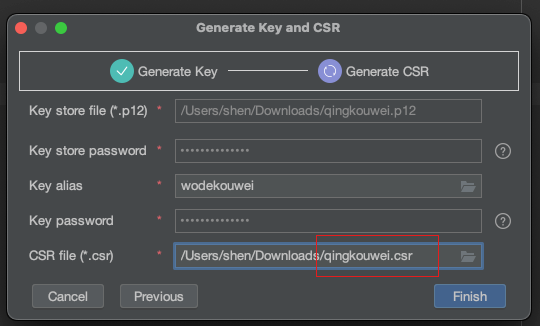 Generate Key and CSR
Generate Key Generate CSR
Key store file (*.p12) * /Users/shen/Downloads/qingkouwei.p12
Key store password * •••••••••••••• ?
Key alias * wodekouwei
Key password * •••••••••••••• ?
CSR file (*.csr) * /Users/shen/Downloads/qingkouwei.csr
Cancel Previous Finish